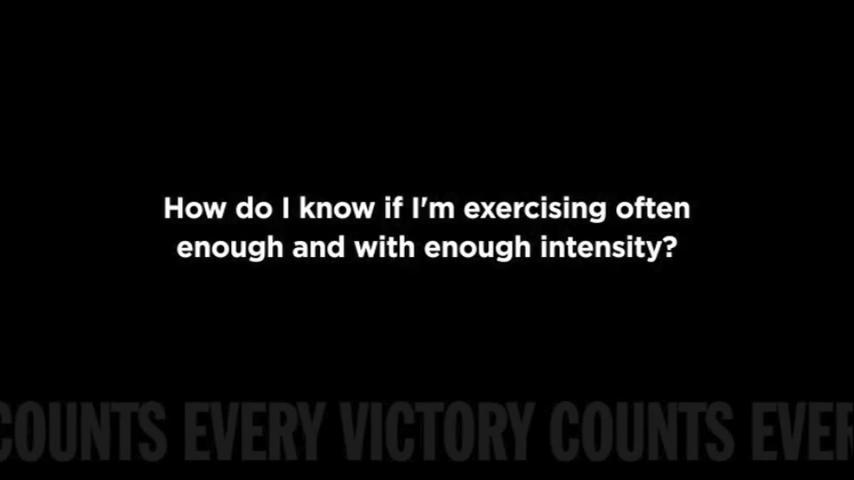 How do I know if I'm exercising often
enough and with enough intensity?
COUNTS EVERY VICTORY COUNTS EVER